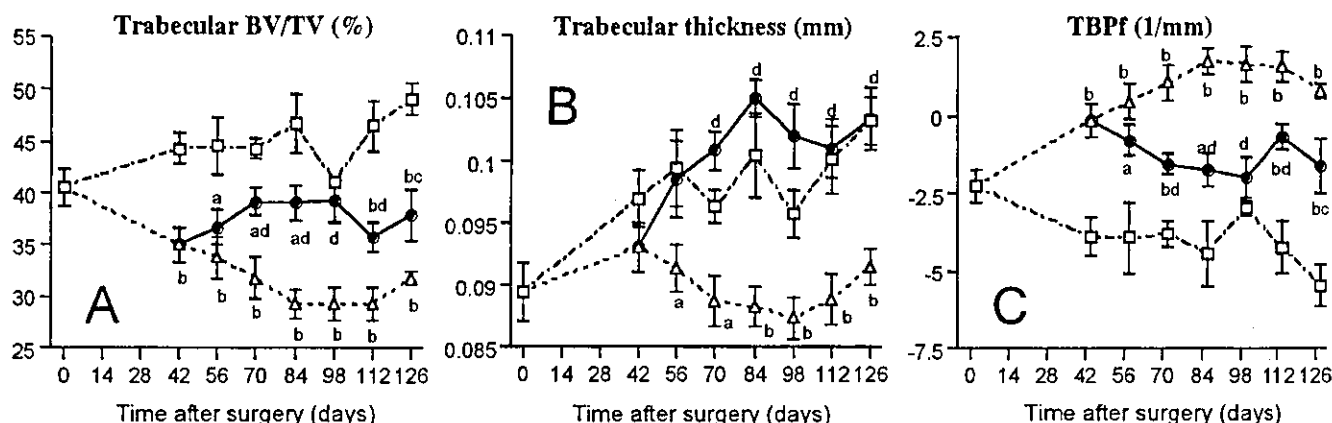 Trabecular BV/TV (%)
55
50
45
40
35
30
25
bc
a
bd
ad
ad
d
b
b
b
b
b
b
b
A
0 14 28 42 56 70 84 98 112 126
Time after surgery (days)
Trabecular thickness (mm)
0.11
0.105
0.1
0.095
0.09
0.085
B
d
d
d
d
d
a
a
b
b
b
b
0 14 28 42 56 70 84 98 112 126
Time after surgery (days)
TBPf (1/mm)
2.5
0
-2.5
-5
-7.5
b
b
b
b
b
b
b
a
bd
ad
d
bd
bc
C
0 14 28 42 56 70 84 98 112 126
Time after surgery (days)